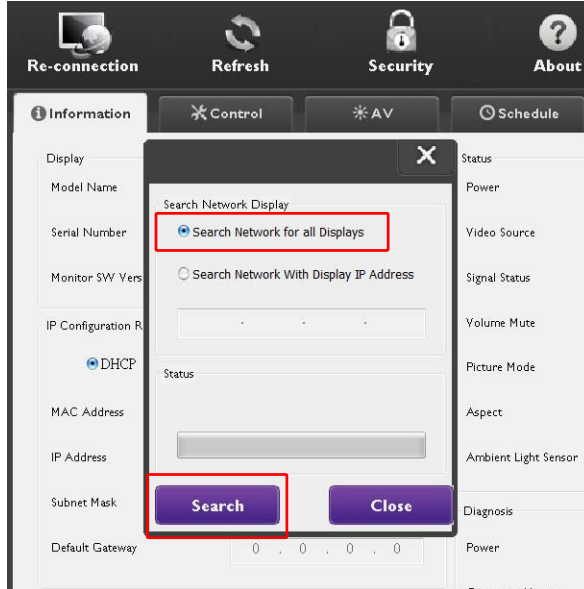 Re-connection Refresh Security About
Information Control AV Schedule
Display
Model Name
Serial Number
Monitor SW Vers
IP Configuration R
DHCP
MAC Address
IP Address
Subnet Mask
Default Gateway
0 . 0 . 0 . 0
X
Search Network Display
Search Network for all Displays
Search Network With Display IP Address
. . .
Status
Search Close
Status
Power
Video Source
Signal Status
Volume Mute
Picture Mode
Aspect
Ambient Light Sensor
Diagnosis
Power